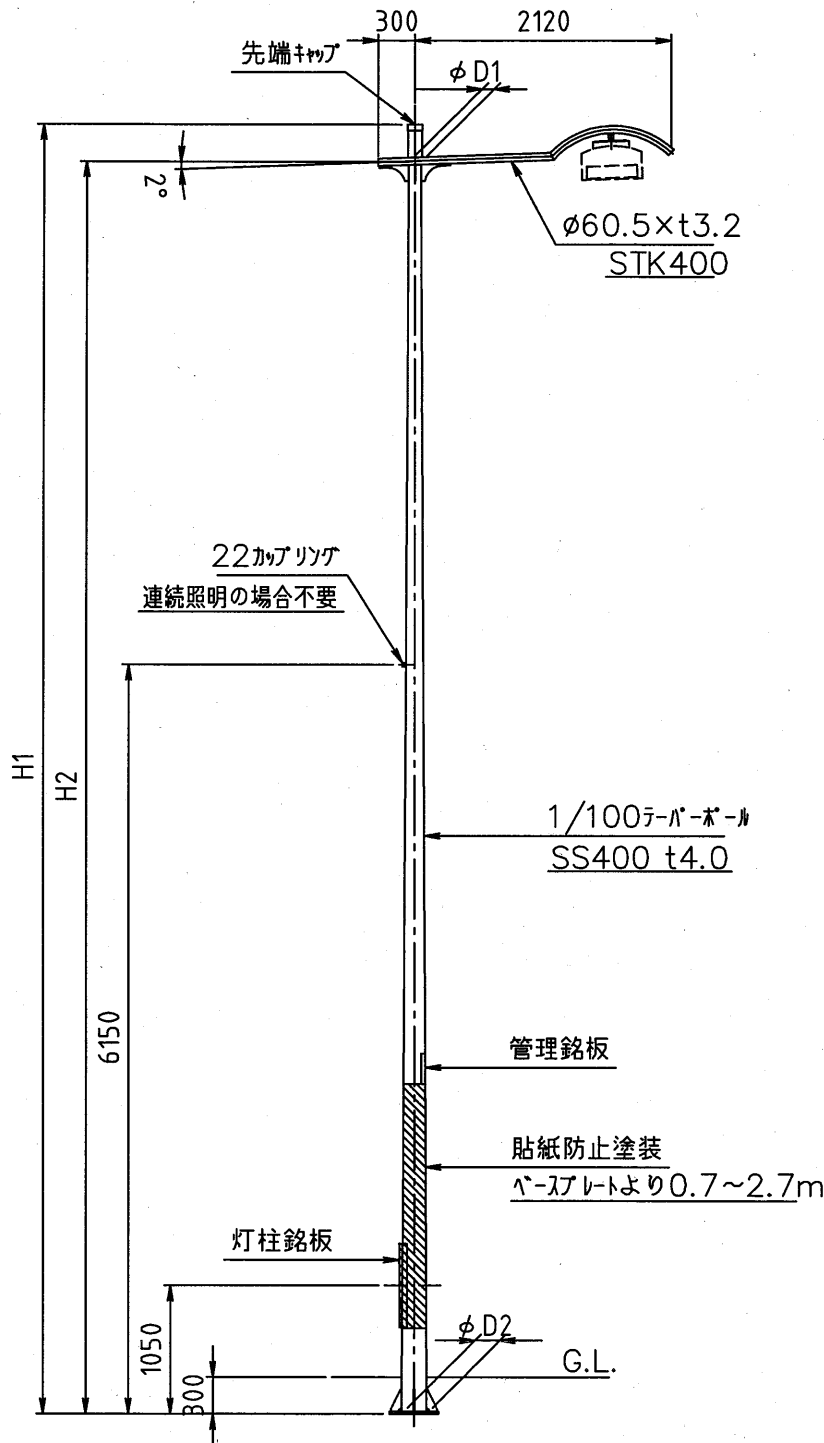 300
2120
先端キャップ
φD1
2°
φ60.5×t3.2
STK400
22カップリング
連続照明の場合不要
H1
H2
1/100テーパーポール
SS400 t4.0
6150
管理銘板
貼紙防止塗装
ベースプレートより0.7~2.7m
灯柱銘板
1050
φD2
300
G.L.